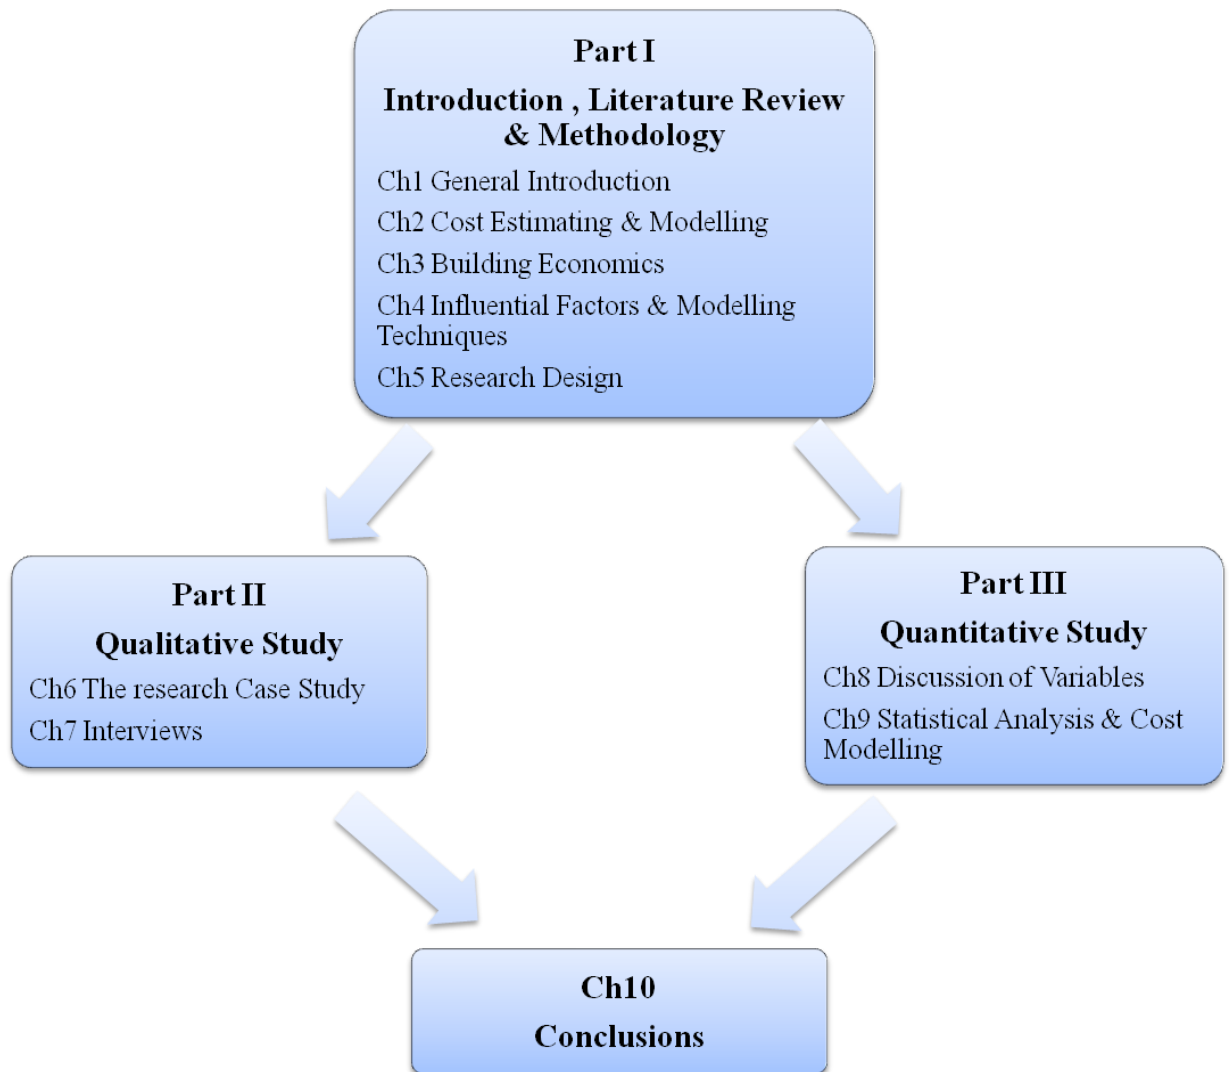 Part I
Introduction , Literature Review
& Methodology
Ch1 General Introduction
Ch2 Cost Estimating & Modelling
Ch3 Building Economics
Ch4 Influential Factors & Modelling
Techniques
Ch5 Research Design
Part II
Qualitative Study
Ch6 The research Case Study
Ch7 Interviews
Part III
Quantitative Study
Ch8 Discussion of Variables
Ch9 Statistical Analysis & Cost
Modelling
Ch10
Conclusions